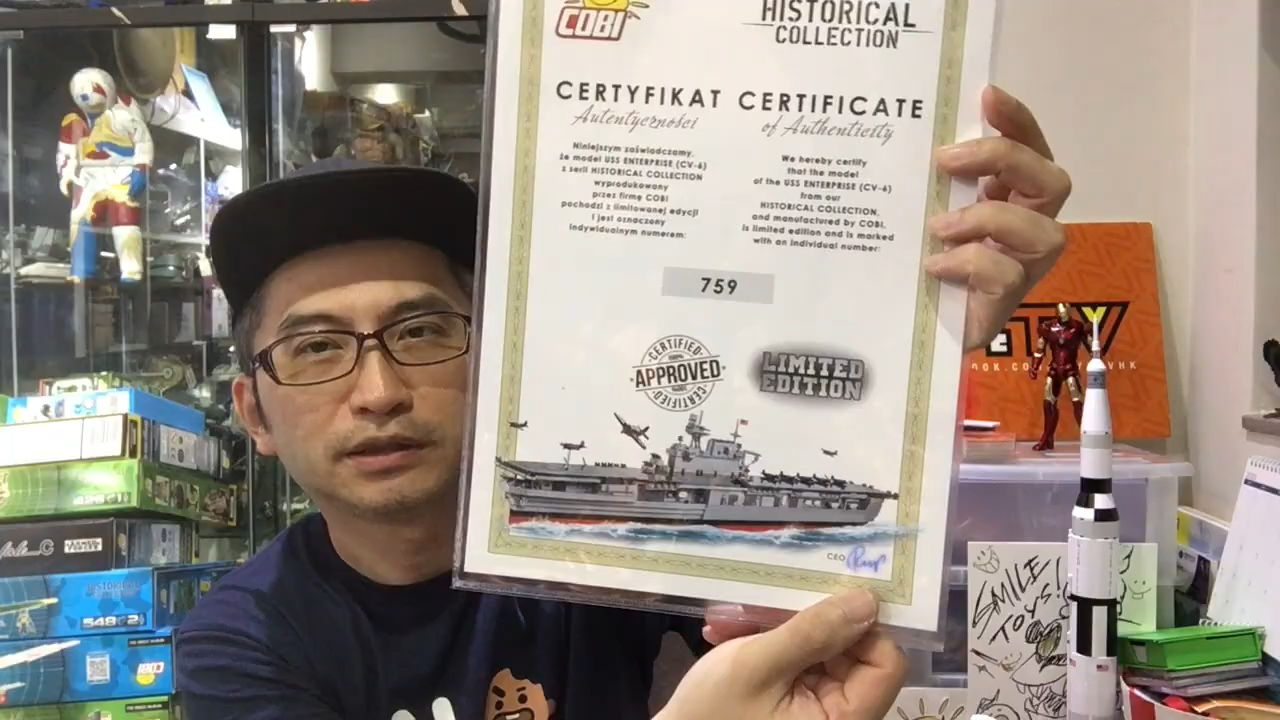 COBI
HISTORICAL
COLLECTION
CERTYFIKAT
Autentyczności
Niniejszym zaświadczamy,
że model USS ENTERPRISE (CV-6)
z serii HISTORICAL COLLECTION
wyprodukowany
przez firmę COBI
pochodzi z limitowanej edycji
i jest oznaczony
indywidualnym numerem:
CERTIFICATE
of Authenticity
We hereby certify
that the model
of the USS ENTERPRISE (CV-6)
from our
HISTORICAL COLLECTION,
and manufactured by COBI,
is limited edition and is marked
with an individual number:
759
CERTIFIED
APPROVED
CERTIFIED
LIMITED
EDITION
CEO
SMILE
TOYS!
COBI